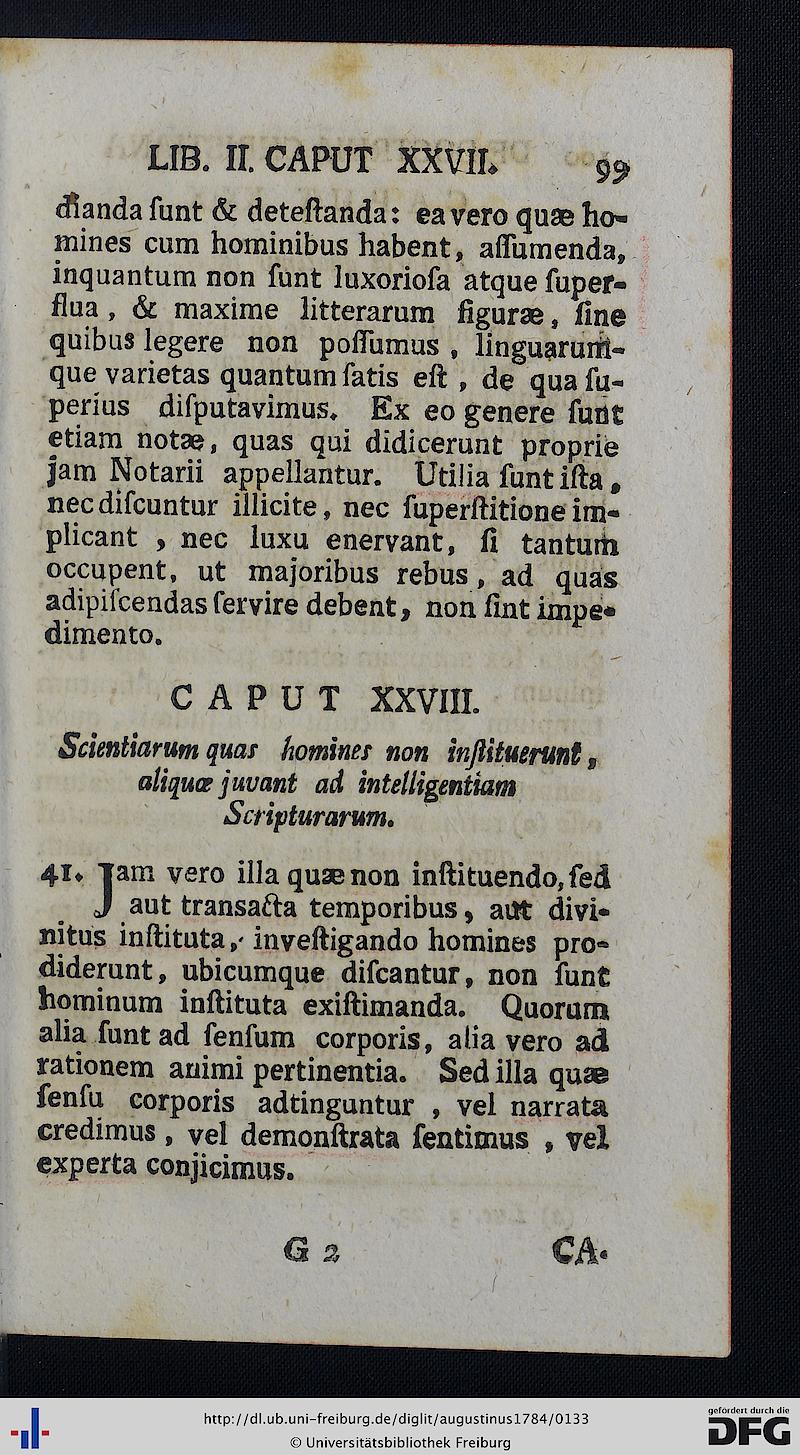 LIB. II. CAPUT XXVII. 99
dianda ſunt & deteſtanda: ea vero quæ ho-
mines cum hominibus habent, aſſumenda,
inquantum non ſunt luxorioſa atque ſuper-
flua, & maxime litterarum figuræ, ſine
quibus legere non poſſumus, linguarum-
que varietas quantum ſatis eſt, de qua ſu-
perius diſputavimus. Ex eo genere ſunt
etiam notæ, quas qui didicerunt proprie
jam Notarii appellantur. Utilia ſunt iſta,
nec diſcuntur illicite, nec ſuperſtitione im-
plicant, nec luxu enervant, ſi tantum
occupent, ut majoribus rebus, ad quas
adipiſcendas ſervire debent, non ſint impe-
dimento.
CAPUT XXVIII.
Scientiarum quas homines non inſtituerunt,
aliquæ juvant ad intelligentiam
Scripturarum.
41. Jam vero illa quæ non inſtituendo, ſed
aut transacta temporibus, aut divi-
nitus inſtituta, inveſtigando homines pro-
diderunt, ubicumque diſcantur, non ſunt
hominum inſtituta exiſtimanda. Quorum
alia ſunt ad ſenſum corporis, alia vero ad
rationem animi pertinentia. Sed illa quæ
ſenſu corporis adtinguntur, vel narrata
credimus, vel demonſtrata ſentimus, vel
experta conjicimus.
G 2 CA-
http://dl.ub.uni-freiburg.de/diglit/augustinus1784/0133
© Universitätsbibliothek Freiburg
gefördert durch die
DFG